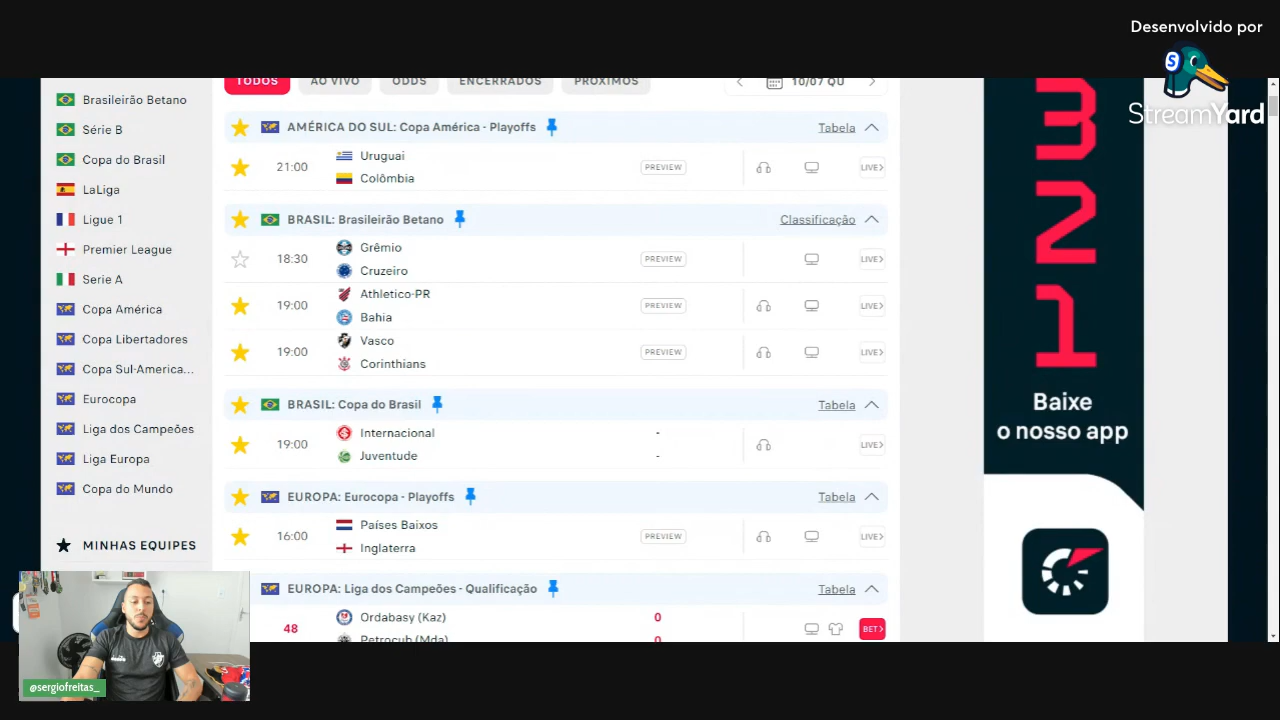 Desenvolvido por
StreamYard
TODOS
AO VIVO
ODDS
ENCERRADOS
PRÓXIMOS
10/07 QU
Brasileirão Betano
Série B
Copa do Brasil
LaLiga
Ligue 1
Premier League
Serie A
Copa América
Copa Libertadores
Copa Sul-America...
Eurocopa
Liga dos Campeões
Liga Europa
Copa do Mundo
MINHAS EQUIPES
AMÉRICA DO SUL: Copa América - Playoffs
Tabela
21:00
Uruguai
Colômbia
PREVIEW
LIVE
BRASIL: Brasileirão Betano
Classificação
18:30
Grêmio
Cruzeiro
PREVIEW
LIVE
19:00
Athletico-PR
Bahia
PREVIEW
LIVE
19:00
Vasco
Corinthians
PREVIEW
LIVE
BRASIL: Copa do Brasil
Tabela
19:00
Internacional -
Juventude -
LIVE
EUROPA: Eurocopa - Playoffs
Tabela
16:00
Países Baixos
Inglaterra
PREVIEW
LIVE
EUROPA: Liga dos Campeões - Qualificação
Tabela
48
Ordabasy (Kaz) 0
Petrocub (Mda) 0
BET
3
2
1
Baixe
o nosso app
@sergiofreitas_